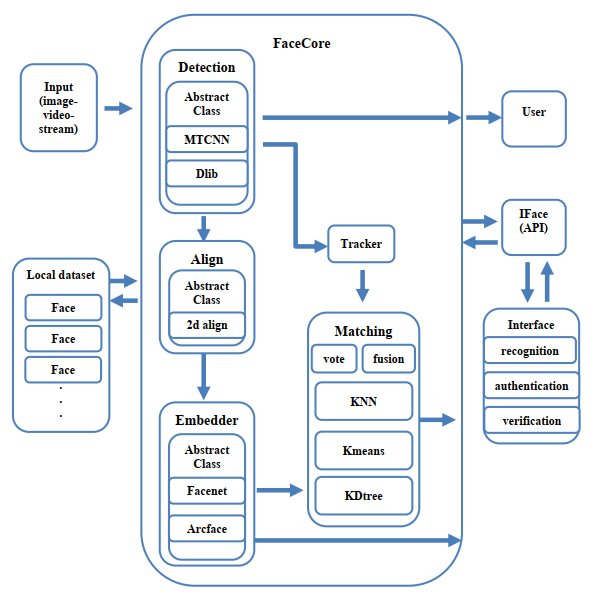 FaceCore
Input
(image-
video-
stream)
Detection
Abstract
Class
MTCNN
Dlib
User
Align
Abstract
Class
2d align
Tracker
IFace
(API)
Local dataset
Face
Face
Face
.
.
.
Matching
vote
fusion
KNN
Kmeans
KDtree
Interface
recognition
authentication
verification
Embedder
Abstract
Class
Facenet
Arcface